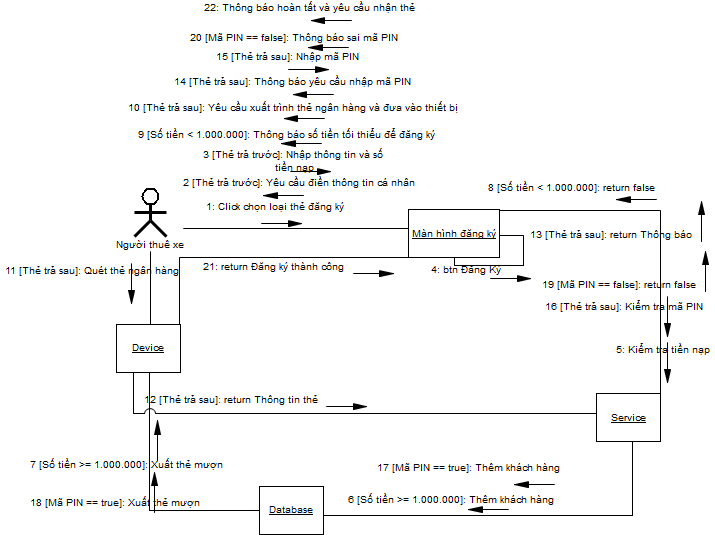 22: Thông báo hoàn tất và yêu cầu nhận thẻ
20 [Mã PIN == false]: Thông báo sai mã PIN
15 [Thẻ trả sau]: Nhập mã PIN
14 [Thẻ trả sau]: Thông báo yêu cầu nhập mã PIN
10 [Thẻ trả sau]: Yêu cầu xuất trình thẻ ngân hàng và đưa vào thiết bị
9 [Số tiền < 1.000.000]: Thông báo số tiền tối thiểu để đăng ký
3 [Thẻ trả trước]: Nhập thông tin và số
tiền nạp
2 [Thẻ trả trước]: Yêu cầu điền thông tin cá nhân
8 [Số tiền < 1.000.000]: return false
1: Click chọn loại thẻ đăng ký
Màn hình đăng ký
13 [Thẻ trả sau]: return Thông báo
Người thuê xe
11 [Thẻ trả sau]: Quét thẻ ngân hàng
21: return Đăng ký thành công
4: btn Đăng Ký
19 [Mã PIN == false]: return false
16 [Thẻ trả sau]: Kiểm tra mã PIN
Device
5: Kiểm tra tiền nạp
12 [Thẻ trả sau]: return Thông tin thẻ
Service
7 [Số tiền >= 1.000.000]: Xuất thẻ mượn
17 [Mã PIN == true]: Thêm khách hàng
18 [Mã PIN == true]: Xuất thẻ mượn
6 [Số tiền >= 1.000.000]: Thêm khách hàng
Database